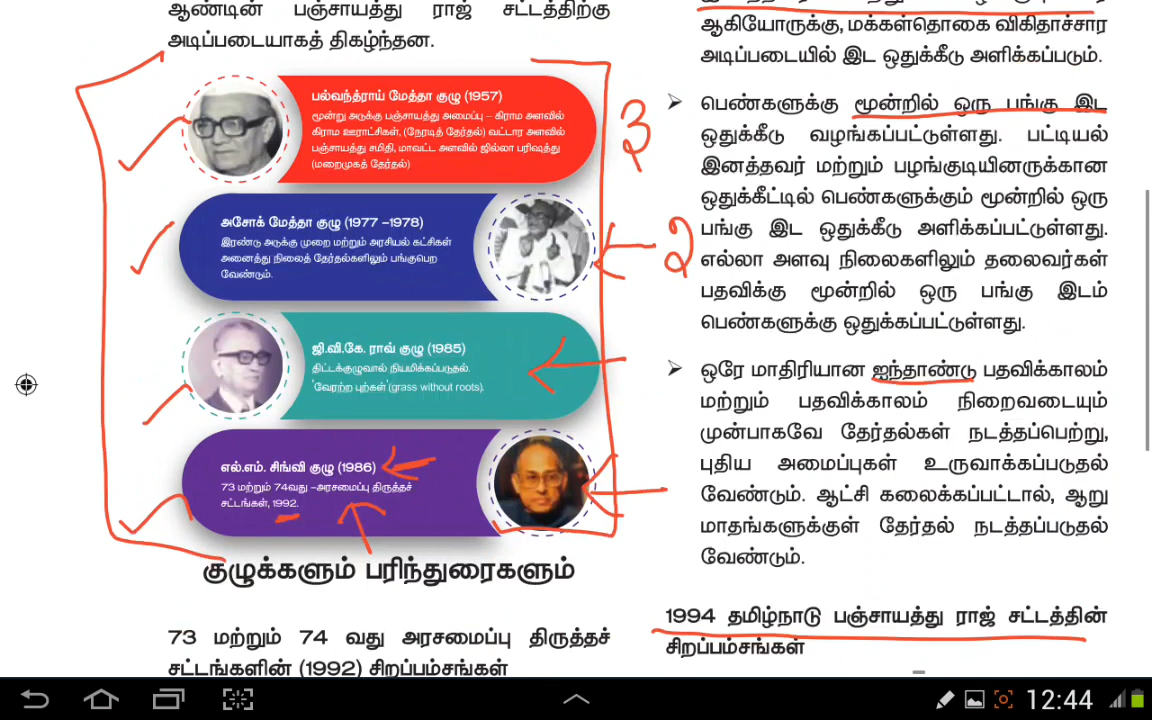 ஆண்டின் பஞ்சாயத்து ராஜ் சட்டத்திற்கு
அடிப்படையாகத் திகழ்ந்தன.
பல்வந்த்ராய் மேத்தா குழு (1957)
மூன்று அடுக்கு பஞ்சாயத்து அமைப்பு – கிராம அளவில்
கிராம ஊராட்சிகள், (நேரடித் தேர்தல்) வட்டார அளவில்
பஞ்சாயத்து சமிதி, மாவட்ட அளவில் ஜில்லா பரிஷத்து
(மறைமுகத் தேர்தல்)
3
அசோக் மேத்தா குழு (1977 –1978)
இரண்டு அடுக்கு முறை மற்றும் அரசியல் கட்சிகள்
அனைத்து நிலைத் தேர்தல்களிலும் பங்குபெற
வேண்டும்.
2
ஜி.வி.கே. ராவ் குழு (1985)
திட்டக்குழுவால் நியமிக்கப்படுதல்.
'வேரற்ற புற்கள்'(grass without roots).
எல்.எம். சிங்வி குழு (1986)
73 மற்றும் 74வது –அரசமைப்பு திருத்தச்
சட்டங்கள், 1992.
குழுக்களும் பரிந்துரைகளும்
73 மற்றும் 74 வது அரசமைப்பு திருத்தச்
சட்டங்களின் (1992) சிறப்பம்சங்கள்
ஆகியோருக்கு, மக்கள்தொகை விகிதாச்சார
அடிப்படையில் இட ஒதுக்கீடு அளிக்கப்படும்.
➤ பெண்களுக்கு மூன்றில் ஒரு பங்கு இட
ஒதுக்கீடு வழங்கப்பட்டுள்ளது. பட்டியல்
இனத்தவர் மற்றும் பழங்குடியினருக்கான
ஒதுக்கீட்டில் பெண்களுக்கும் மூன்றில் ஒரு
பங்கு இட ஒதுக்கீடு அளிக்கப்பட்டுள்ளது.
எல்லா அளவு நிலைகளிலும் தலைவர்கள்
பதவிக்கு மூன்றில் ஒரு பங்கு இடம்
பெண்களுக்கு ஒதுக்கப்பட்டுள்ளது.
➤ ஒரே மாதிரியான ஐந்தாண்டு பதவிக்காலம்
மற்றும் பதவிக்காலம் நிறைவடையும்
முன்பாகவே தேர்தல்கள் நடத்தப்பெற்று,
புதிய அமைப்புகள் உருவாக்கப்படுதல்
வேண்டும். ஆட்சி கலைக்கப்பட்டால், ஆறு
மாதங்களுக்குள் தேர்தல் நடத்தப்படுதல்
வேண்டும்.
1994 தமிழ்நாடு பஞ்சாயத்து ராஜ் சட்டத்தின்
சிறப்பம்சங்கள்
12:44